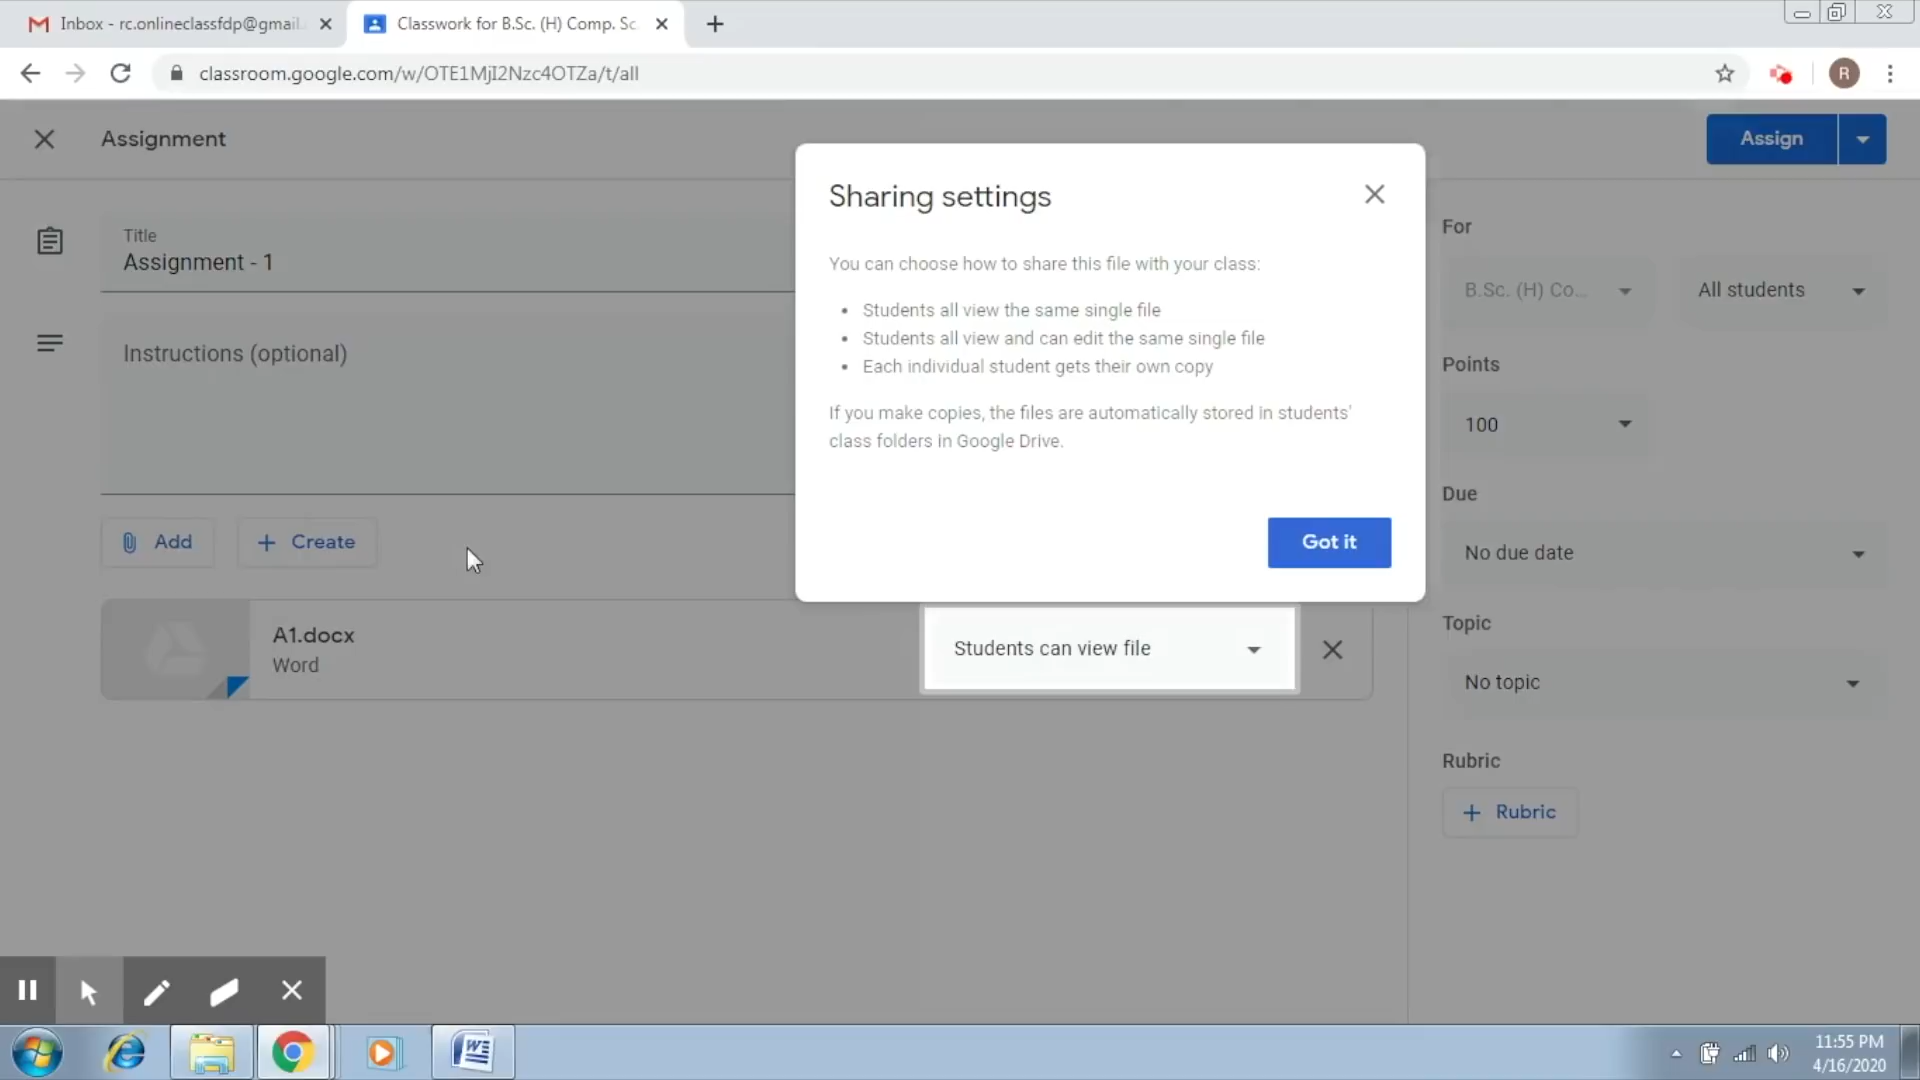 Inbox - rc.onlineclassfdp@gmail.
Classwork for B.Sc. (H) Comp. Sc.
classroom.google.com/w/OTE1MjI2Nzc4OTZa/t/all
R
Assignment
Assign
Title
Assignment - 1
Instructions (optional)
Add
Create
A1.docx
Word
Sharing settings
You can choose how to share this file with your class:
• Students all view the same single file
• Students all view and can edit the same single file
• Each individual student gets their own copy
If you make copies, the files are automatically stored in students'
class folders in Google Drive.
Got it
Students can view file
For
B.Sc. (H) Co...
All students
Points
100
Due
No due date
Topic
No topic
Rubric
Rubric
11:55 PM
4/16/2020